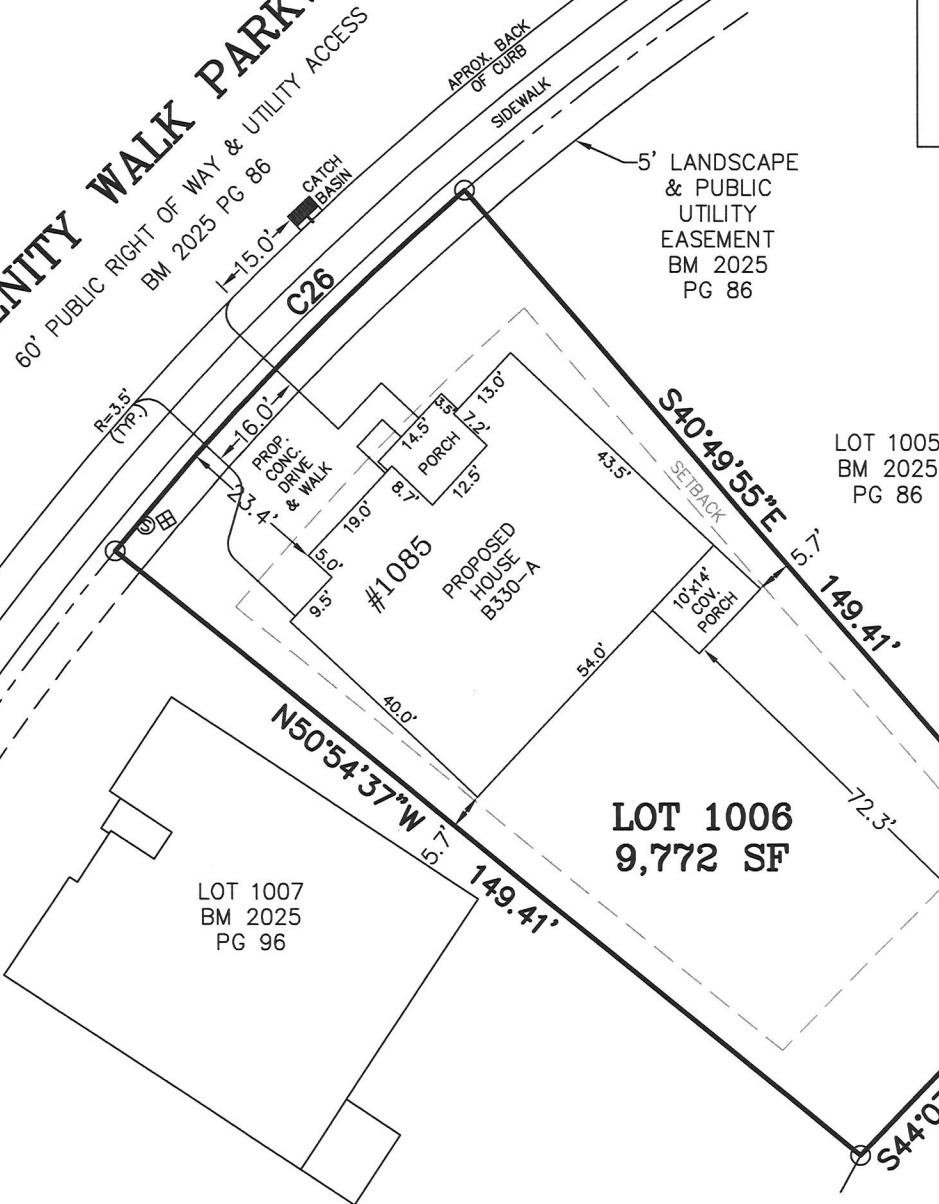 ENITY WALK PARKW
60' PUBLIC RIGHT OF WAY & UTILITY ACCESS
BM 2025 PG 86
APROX. BACK
OF CURB
SIDEWALK
CATCH
BASIN
15.0'
C26
5' LANDSCAPE
& PUBLIC
UTILITY
EASEMENT
BM 2025
PG 86
R=3.5'
(TYP.)
16.0'
PROP.
CONC.
DRIVE
& WALK
23.4'
S
14.5'
3.5'
7.2'
13.0'
PORCH
12.5'
8.7'
19.0'
5.0'
9.5'
43.5'
SETBACK
S40°49'55"E
149.41'
5.7'
LOT 1005
BM 2025
PG 86
#1085
PROPOSED
HOUSE
B330-A
10'x14'
COV.
PORCH
54.0'
40.0'
N50°54'37"W
149.41'
5.7'
72.3'
LOT 1006
9,772 SF
LOT 1007
BM 2025
PG 96
S44°07